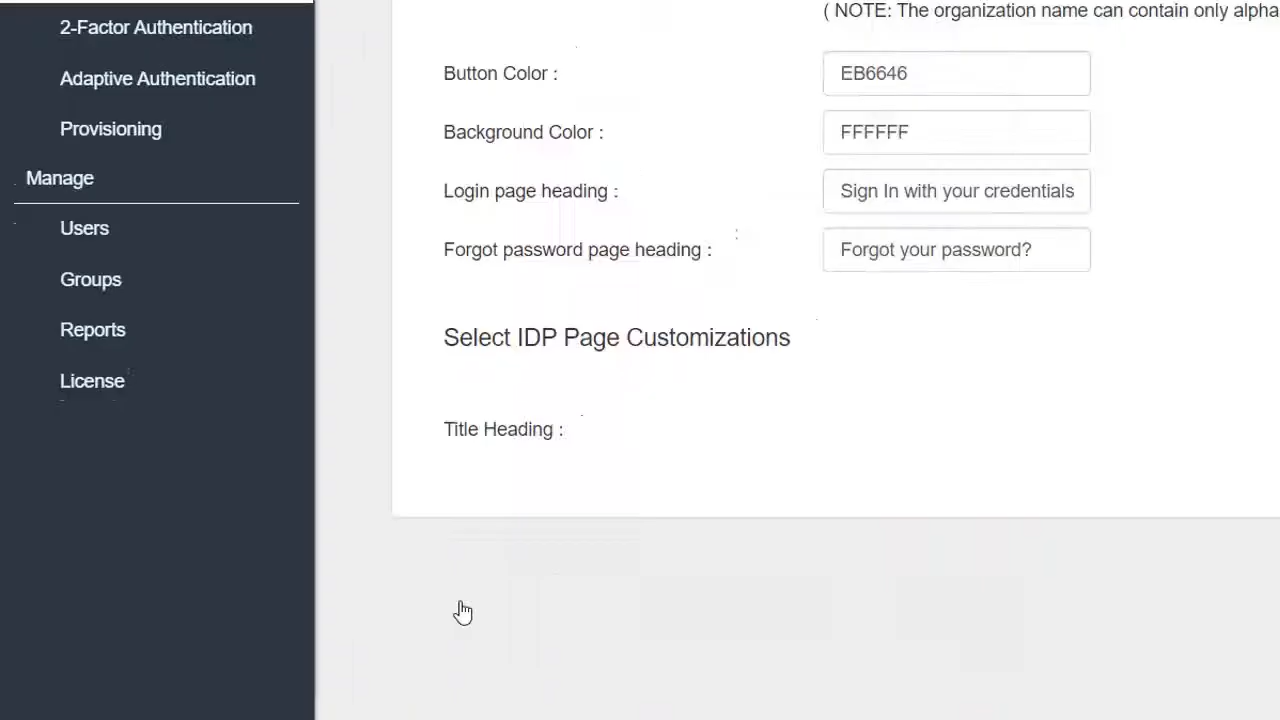 2-Factor Authentication
Adaptive Authentication
Provisioning
Manage
Users
Groups
Reports
License
( NOTE: The organization name can contain only alpha
Button Color :
EB6646
Background Color :
FFFFFF
Login page heading :
Sign In with your credentials
Forgot password page heading :
Forgot your password?
Select IDP Page Customizations
Title Heading :